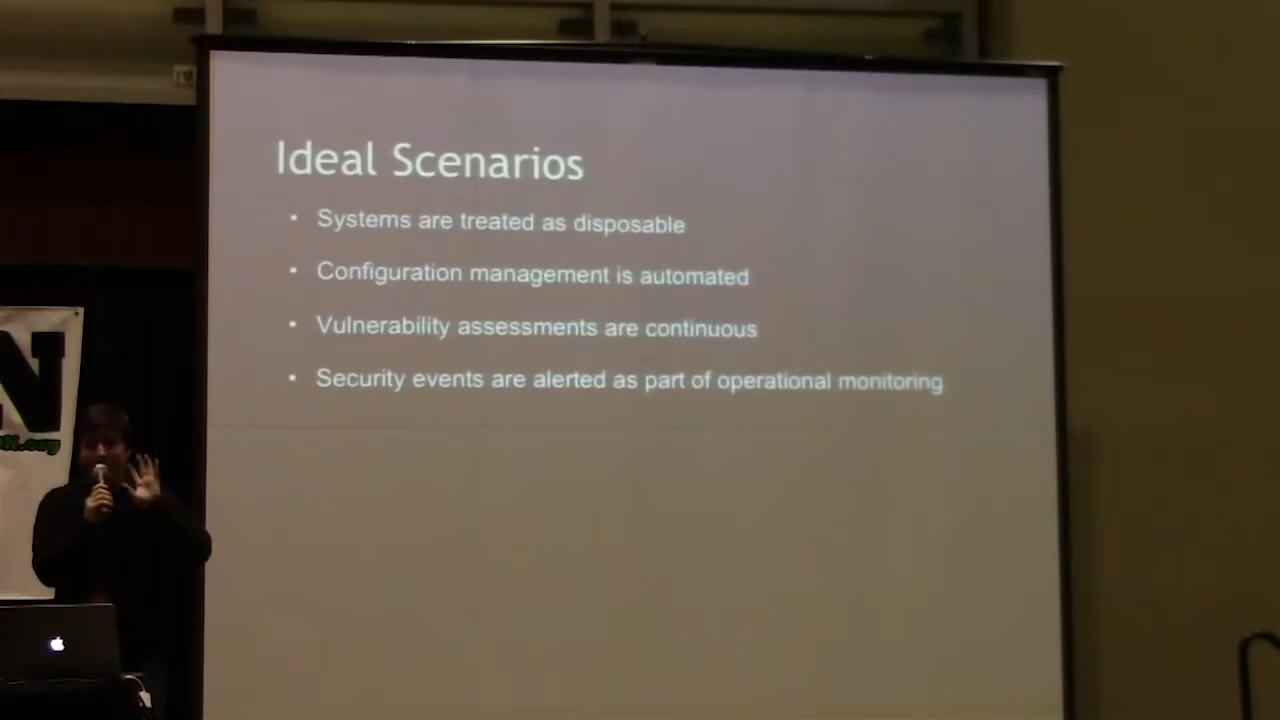 Ideal Scenarios
• Systems are treated as disposable
• Configuration management is automated
• Vulnerability assessments are continuous
• Security events are alerted as part of operational monitoring
N